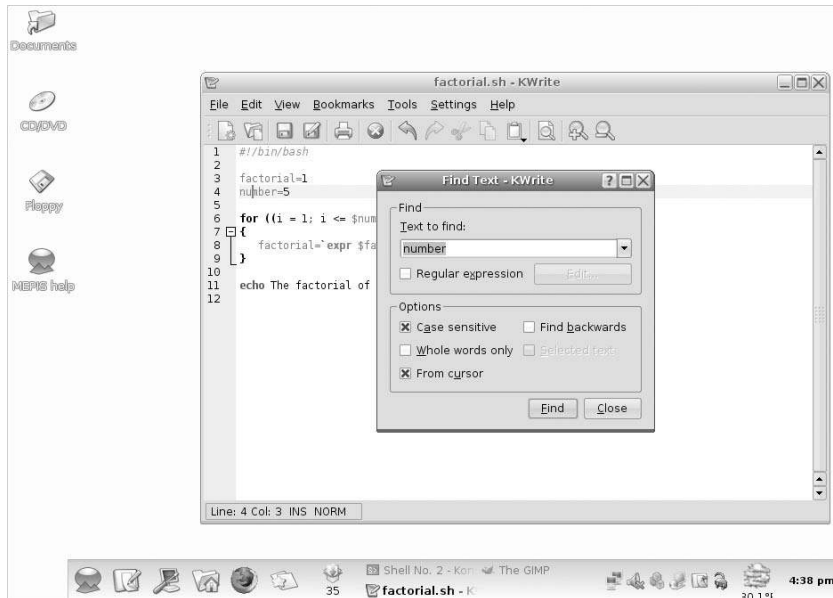 Documents
CD/DVD
Floppy
MEPIS help
factorial.sh - KWrite
File Edit View Bookmarks Tools Settings Help
1 #!/bin/bash
2
3 factorial=1
4 number=5
5
6 for ((i = 1; i <= $num
7 {
8 factorial=`expr $fa
9 }
10
11 echo The factorial of
12
Find Text - KWrite
Find
Text to find:
number
Regular expression Edit...
Options
Case sensitive Find backwards
Whole words only Selected text
From cursor
Find Close
Line: 4 Col: 3 INS NORM
35
Shell No. 2 - Kon The GIMP
factorial.sh - K
30.1°F
4:38 pm